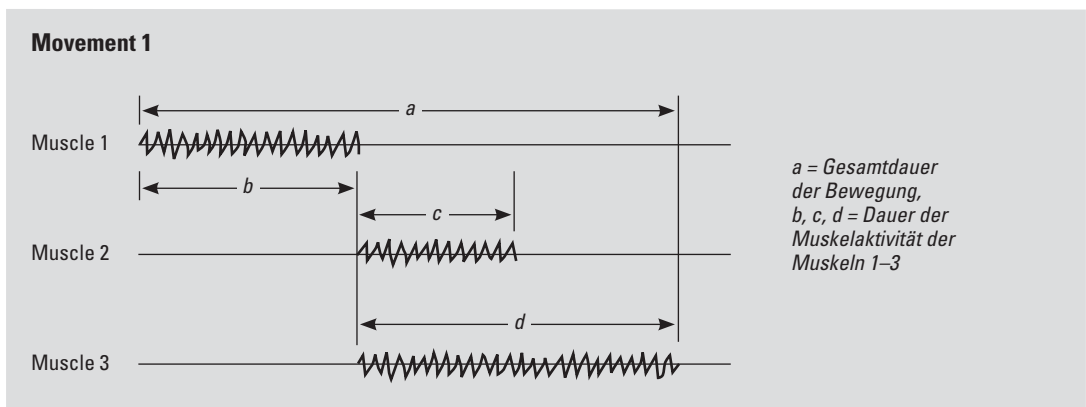 Movement 1
a
Muscle 1
b
c
Muscle 2
d
Muscle 3
a = Gesamtdauer
der Bewegung,
b, c, d = Dauer der
Muskelaktivität der
Muskeln 1–3